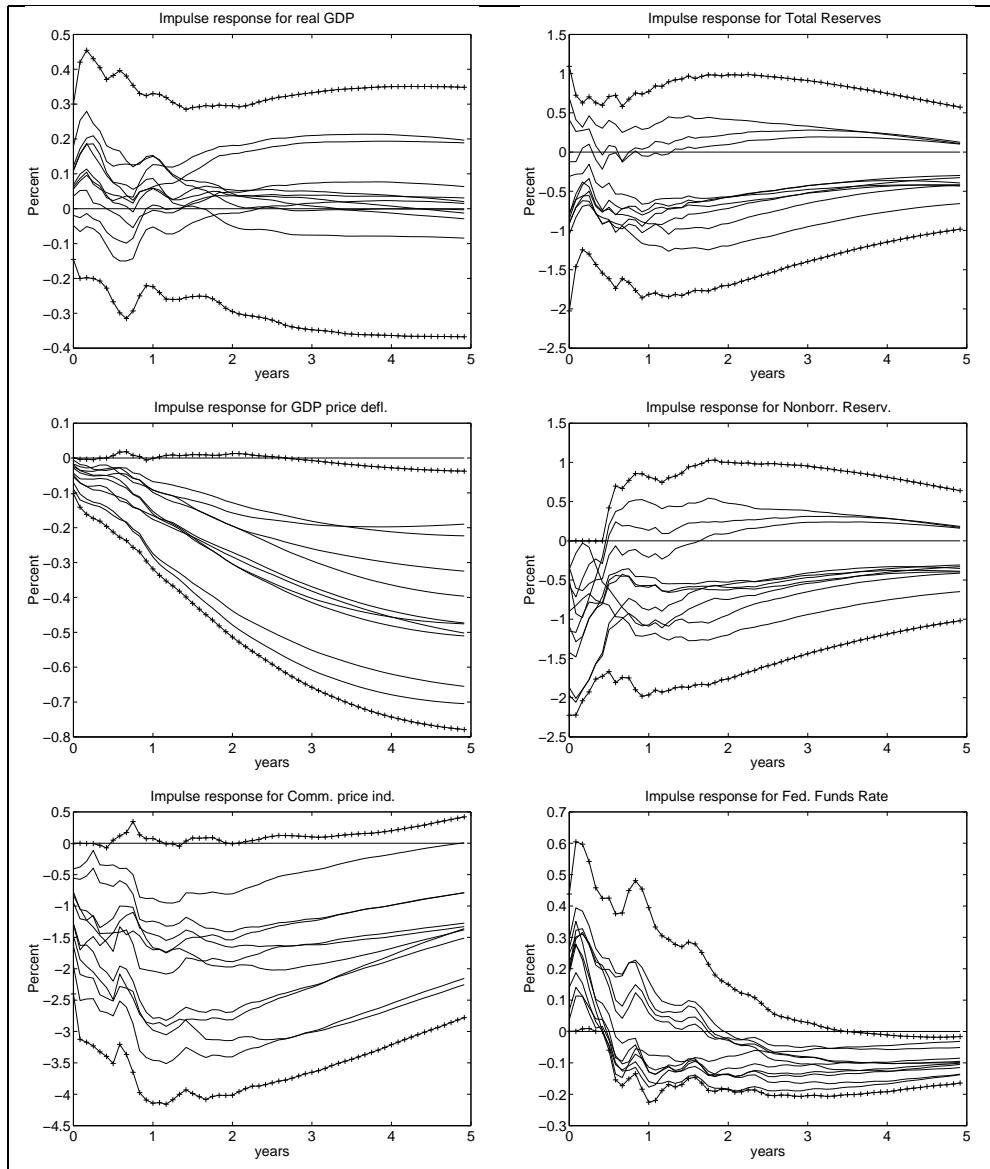 Impulse response for real GDP
0.5
0.4
0.3
0.2
0.1
0
−0.1
−0.2
−0.3
−0.4
Percent
0 1 2 3 4 5
years
Impulse response for Total Reserves
1.5
1
0.5
0
−0.5
−1
−1.5
−2
−2.5
Percent
0 1 2 3 4 5
years
Impulse response for GDP price defl.
0.1
0
−0.1
−0.2
−0.3
−0.4
−0.5
−0.6
−0.7
−0.8
Percent
0 1 2 3 4 5
years
Impulse response for Nonborr. Reserv.
1.5
1
0.5
0
−0.5
−1
−1.5
−2
−2.5
Percent
0 1 2 3 4 5
years
Impulse response for Comm. price ind.
0.5
0
−0.5
−1
−1.5
−2
−2.5
−3
−3.5
−4
−4.5
Percent
0 1 2 3 4 5
years
Impulse response for Fed. Funds Rate
0.7
0.6
0.5
0.4
0.3
0.2
0.1
0
−0.1
−0.2
−0.3
Percent
0 1 2 3 4 5
years